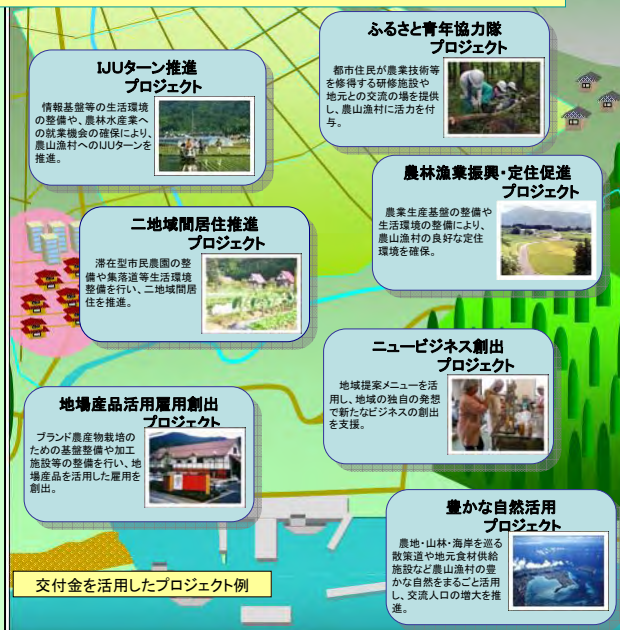 ふるさと青年協力隊
プロジェクト
都市住民が農業技術等
を修得する研修施設や
地元との交流の場を提供
し、農山漁村に活力を付
与。
IJUターン推進
プロジェクト
情報基盤等の生活環境
の整備や、農林水産業へ
の就業機会の確保により、
農山漁村へのIJUターンを
推進。
農林漁業振興・定住促進
プロジェクト
農業生産基盤の整備や
生活環境の整備により、
農山漁村の良好な定住
環境を確保。
二地域間居住推進
プロジェクト
滞在型市民農園の整
備や集落道等生活環境
整備を行い、二地域間居
住を推進。
ニュービジネス創出
プロジェクト
地域提案メニューを活
用し、地域の独自の発想
で新たなビジネスの創出
を支援。
地場産品活用雇用創出
プロジェクト
ブランド農産物栽培の
ための基盤整備や加工
施設等の整備を行い、地
場産品を活用した雇用を
創出。
豊かな自然活用
プロジェクト
農地・山林・海岸を巡る
散策道や地元食材供給
施設など農山漁村の豊
かな自然をまるごと活用
し、交流人口の増大を推
進。
交付金を活用したプロジェクト例